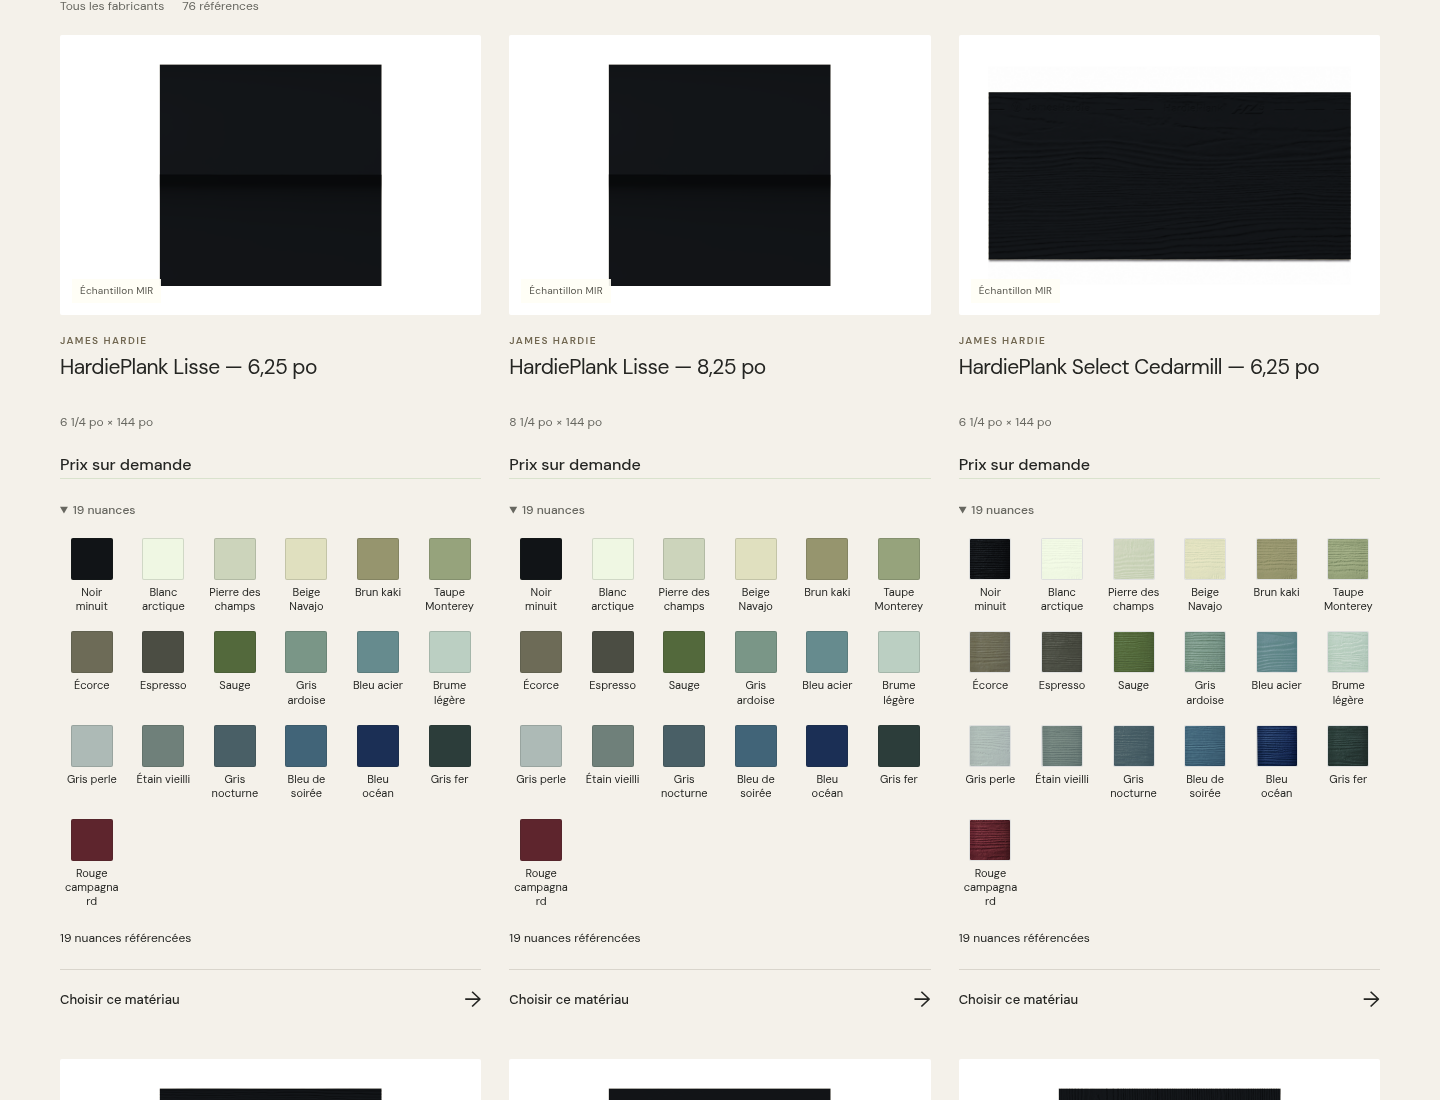 Tous les fabricants 76 références
Échantillon MIR
JAMES HARDIE
HardiePlank Lisse — 6,25 po
6 1/4 po × 144 po
Prix sur demande
▼ 19 nuances
Noir minuit
Blanc arctique
Pierre des champs
Beige Navajo
Brun kaki
Taupe Monterey
Écorce
Espresso
Sauge
Gris ardoise
Bleu acier
Brume légère
Gris perle
Étain vieilli
Gris nocturne
Bleu de soirée
Bleu océan
Gris fer
Rouge
campagna
rd
19 nuances référencées
Choisir ce matériau
Échantillon MIR
JAMES HARDIE
HardiePlank Lisse — 8,25 po
8 1/4 po × 144 po
Prix sur demande
▼ 19 nuances
Noir minuit
Blanc arctique
Pierre des champs
Beige Navajo
Brun kaki
Taupe Monterey
Écorce
Espresso
Sauge
Gris ardoise
Bleu acier
Brume légère
Gris perle
Étain vieilli
Gris nocturne
Bleu de soirée
Bleu océan
Gris fer
Rouge
campagna
rd
19 nuances référencées
Choisir ce matériau
Échantillon MIR
JAMES HARDIE
HardiePlank Select Cedarmill — 6,25 po
6 1/4 po × 144 po
Prix sur demande
▼ 19 nuances
Noir minuit
Blanc arctique
Pierre des champs
Beige Navajo
Brun kaki
Taupe Monterey
Écorce
Espresso
Sauge
Gris ardoise
Bleu acier
Brume légère
Gris perle
Étain vieilli
Gris nocturne
Bleu de soirée
Bleu océan
Gris fer
Rouge
campagna
rd
19 nuances référencées
Choisir ce matériau